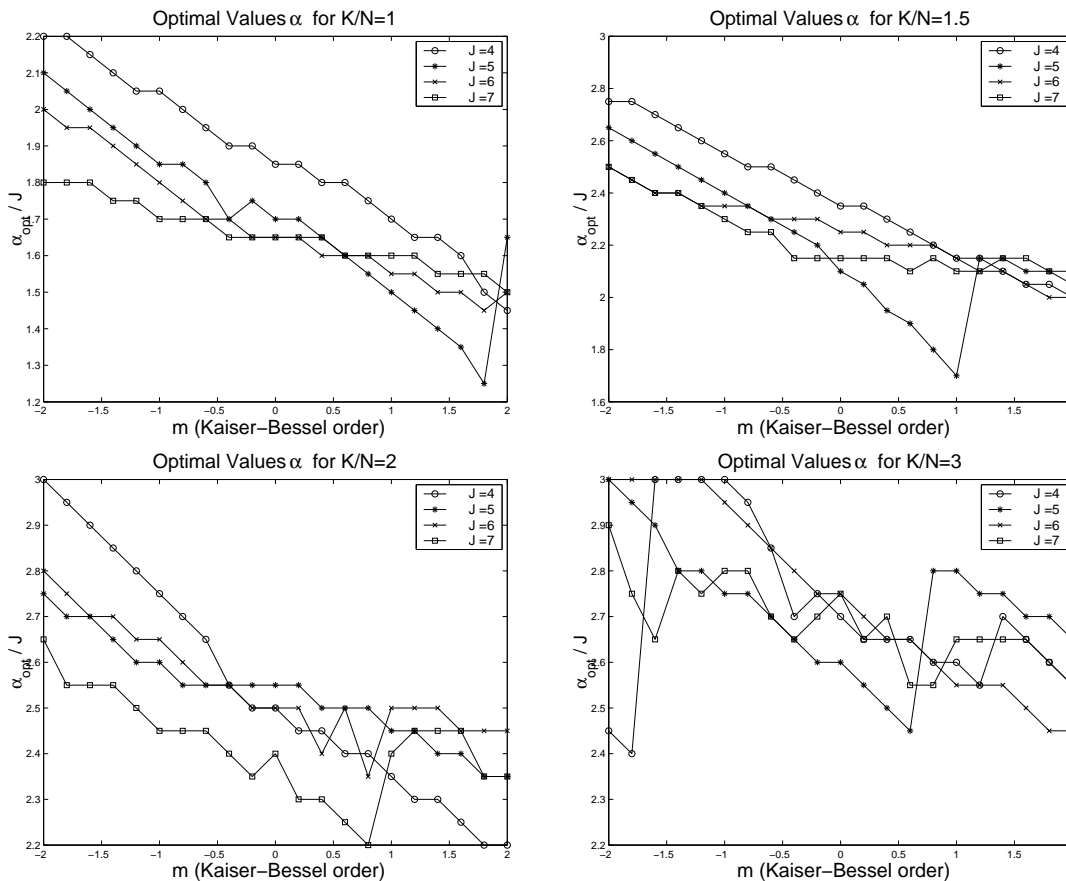 Optimal Values α for K/N=1
2.2
2.1
2
1.9
1.8
1.7
1.6
1.5
1.4
1.3
1.2
α_opt / J
J =4
J =5
J =6
J =7
−2 −1.5 −1 −0.5 0 0.5 1 1.5 2
m (Kaiser−Bessel order)
Optimal Values α for K/N=1.5
3
2.8
2.6
2.4
2.2
2
1.8
1.6
α_opt / J
J =4
J =5
J =6
J =7
−2 −1.5 −1 −0.5 0 0.5 1 1.5
m (Kaiser−Bessel order)
Optimal Values α for K/N=2
3
2.9
2.8
2.7
2.6
2.5
2.4
2.3
2.2
α_opt / J
J =4
J =5
J =6
J =7
−2 −1.5 −1 −0.5 0 0.5 1 1.5 2
m (Kaiser−Bessel order)
Optimal Values α for K/N=3
3
2.9
2.8
2.7
2.6
2.5
2.4
2.3
2.2
α_opt / J
J =4
J =5
J =6
J =7
−2 −1.5 −1 −0.5 0 0.5 1 1.5
m (Kaiser−Bessel order)